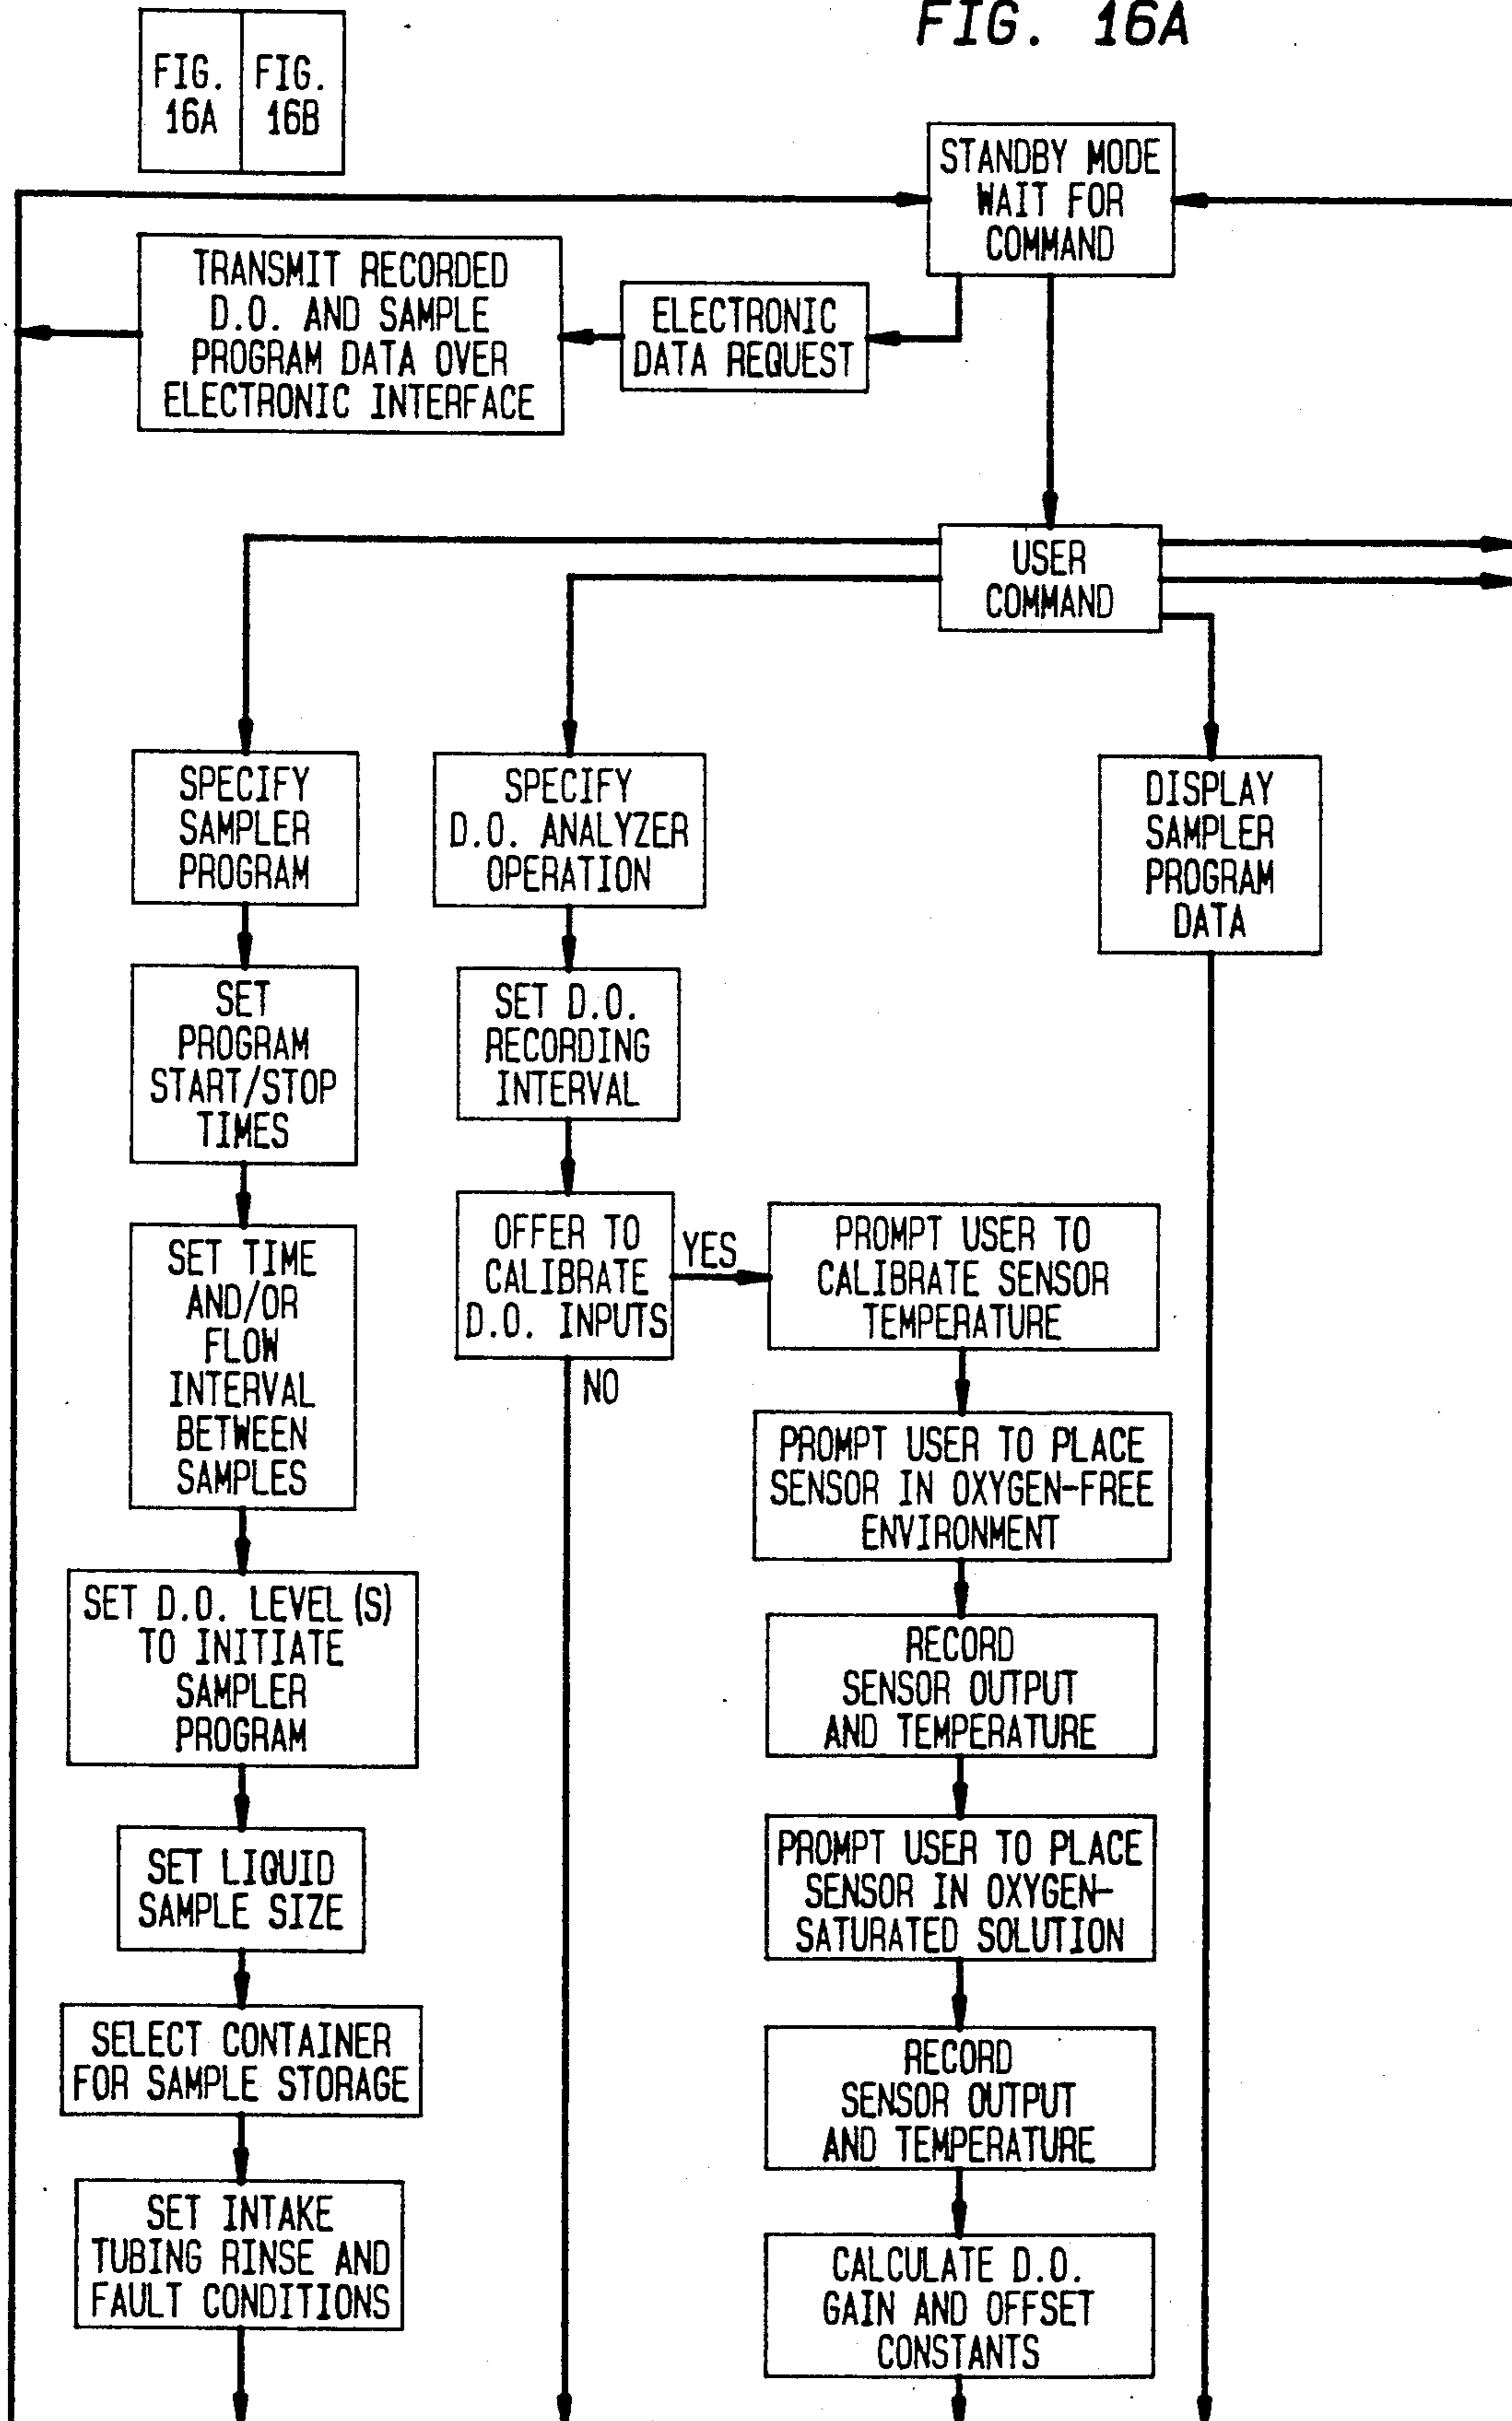 FIG. 16A
FIG.
16A
FIG.
16B
STANDBY MODE
WAIT FOR
COMMAND
TRANSMIT RECORDED
D.O. AND SAMPLE
PROGRAM DATA OVER
ELECTRONIC INTERFACE
ELECTRONIC
DATA REQUEST
USER
COMMAND
SPECIFY
SAMPLER
PROGRAM
SET
PROGRAM
START/STOP
TIMES
SET TIME
AND/OR
FLOW
INTERVAL
BETWEEN
SAMPLES
SET D.O. LEVEL(S)
TO INITIATE
SAMPLER
PROGRAM
SET LIQUID
SAMPLE SIZE
SELECT CONTAINER
FOR SAMPLE STORAGE
SET INTAKE
TUBING RINSE AND
FAULT CONDITIONS
SPECIFY
D.O. ANALYZER
OPERATION
SET D.O.
RECORDING
INTERVAL
OFFER TO
CALIBRATE
D.O. INPUTS
YES
NO
PROMPT USER TO
CALIBRATE SENSOR
TEMPERATURE
PROMPT USER TO PLACE
SENSOR IN OXYGEN-FREE
ENVIRONMENT
RECORD
SENSOR OUTPUT
AND TEMPERATURE
PROMPT USER TO PLACE
SENSOR IN OXYGEN-
SATURATED SOLUTION
RECORD
SENSOR OUTPUT
AND TEMPERATURE
CALCULATE D.O.
GAIN AND OFFSET
CONSTANTS
DISPLAY
SAMPLER
PROGRAM
DATA